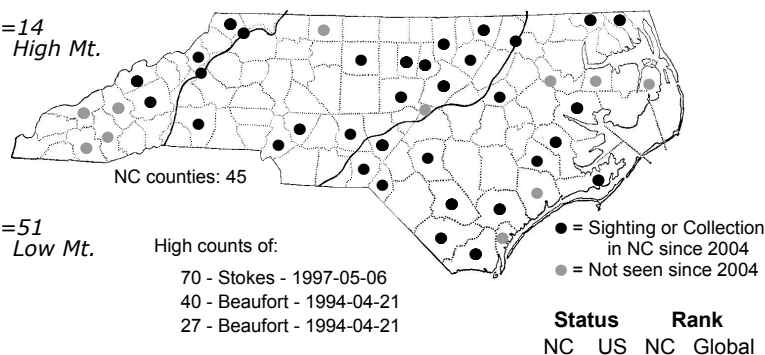 =14
High Mt.
NC counties: 45
=51
Low Mt.
High counts of:
70 - Stokes - 1997-05-06
40 - Beaufort - 1994-04-21
27 - Beaufort - 1994-04-21
● = Sighting or Collection
in NC since 2004
● = Not seen since 2004
Status Rank
NC US NC Global